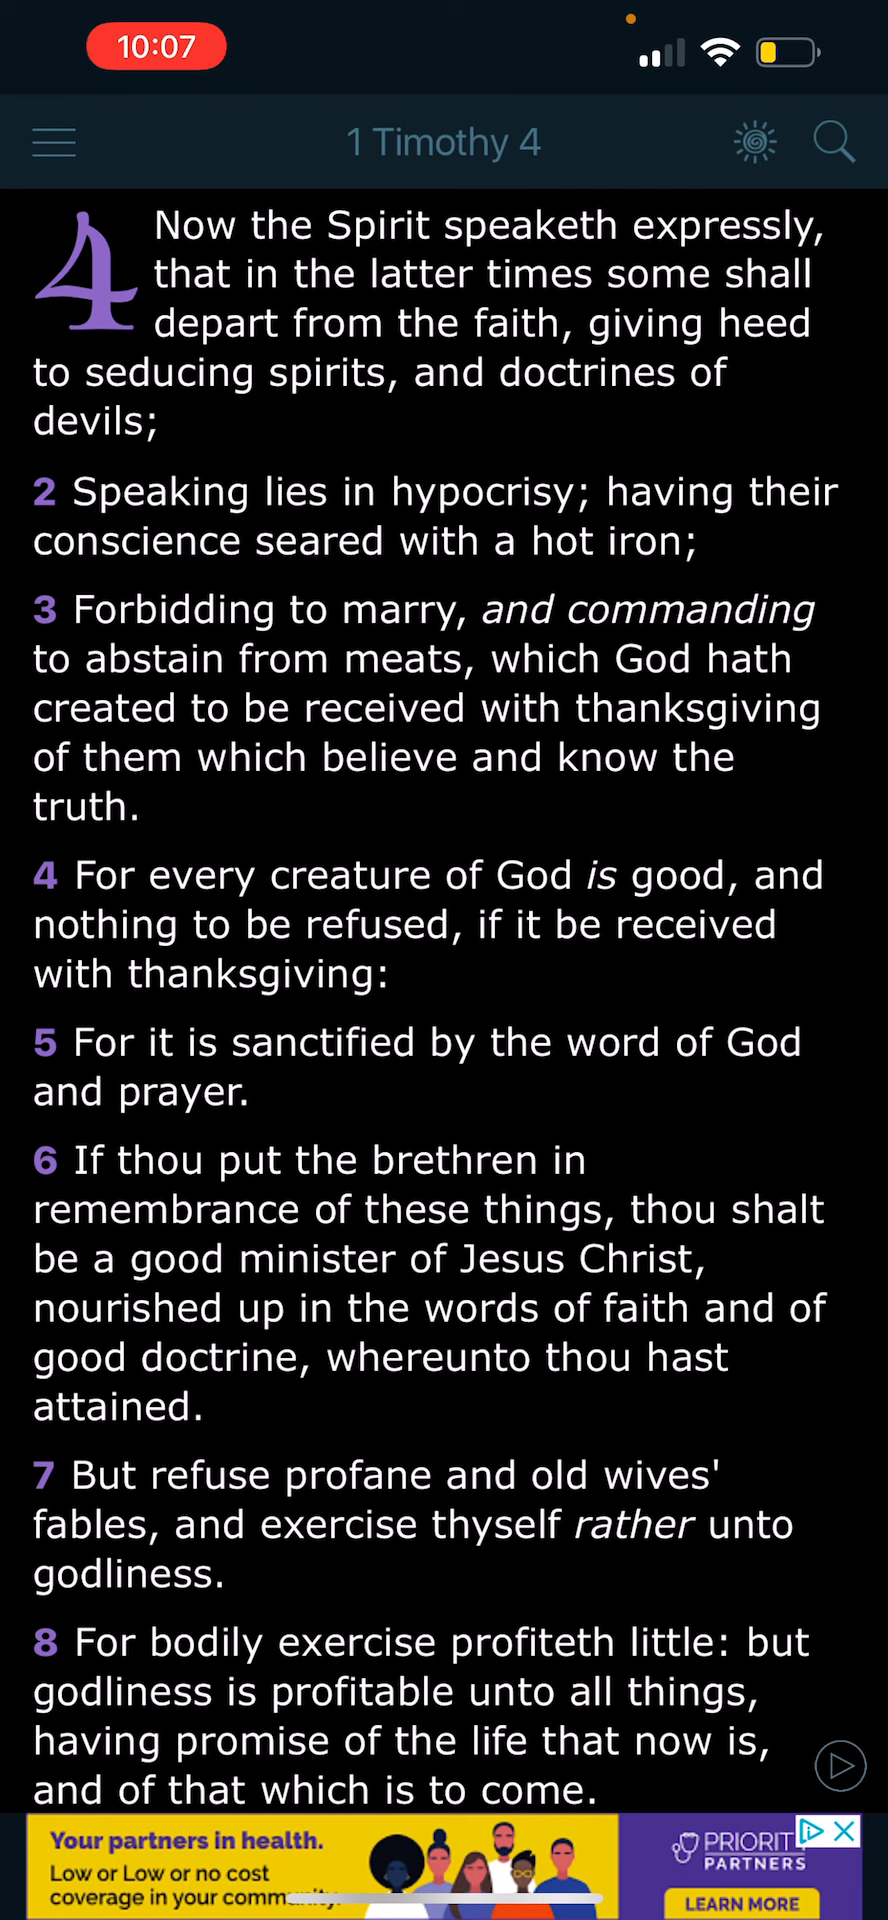 10:07
1 Timothy 4
4 Now the Spirit speaketh expressly,
that in the latter times some shall
depart from the faith, giving heed
to seducing spirits, and doctrines of
devils;
2 Speaking lies in hypocrisy; having their
conscience seared with a hot iron;
3 Forbidding to marry, and commanding
to abstain from meats, which God hath
created to be received with thanksgiving
of them which believe and know the
truth.
4 For every creature of God is good, and
nothing to be refused, if it be received
with thanksgiving:
5 For it is sanctified by the word of God
and prayer.
6 If thou put the brethren in
remembrance of these things, thou shalt
be a good minister of Jesus Christ,
nourished up in the words of faith and of
good doctrine, whereunto thou hast
attained.
7 But refuse profane and old wives'
fables, and exercise thyself rather unto
godliness.
8 For bodily exercise profiteth little: but
godliness is profitable unto all things,
having promise of the life that now is,
and of that which is to come.
Your partners in health.
Low or Low or no cost
coverage in your
PARTNERS
LEARN MORE